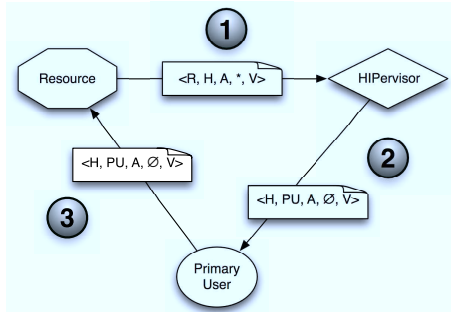 1
Resource
<R, H, A, *, V>
HIPervisor
<H, PU, A, Ø, V>
2
<H, PU, A, Ø, V>
3
Primary
User